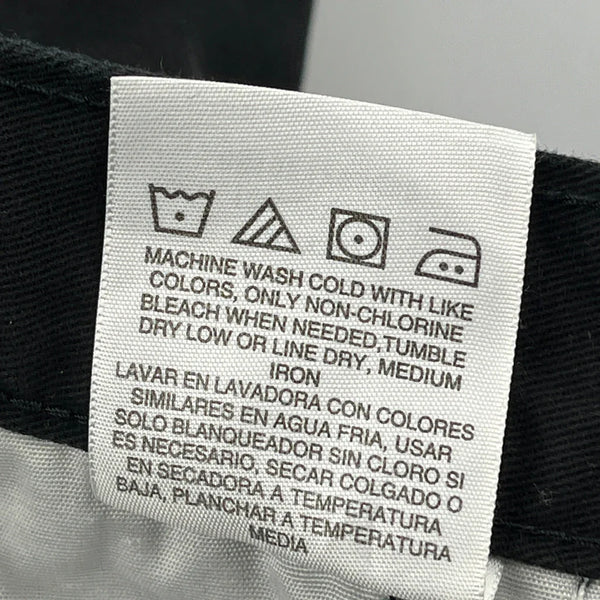 MACHINE WASH COLD WITH LIKE
COLORS, ONLY NON-CHLORINE
BLEACH WHEN NEEDED,TUMBLE
DRY LOW OR LINE DRY, MEDIUM
IRON
LAVAR EN LAVADORA CON COLORES
SIMILARES EN AGUA FRIA, USAR
SOLO BLANQUEADOR SIN CLORO SI
ES NECESARIO, SECAR COLGADO O
EN SECADORA A TEMPERATURA
BAJA, PLANCHAR A TEMPERATURA
MEDIA